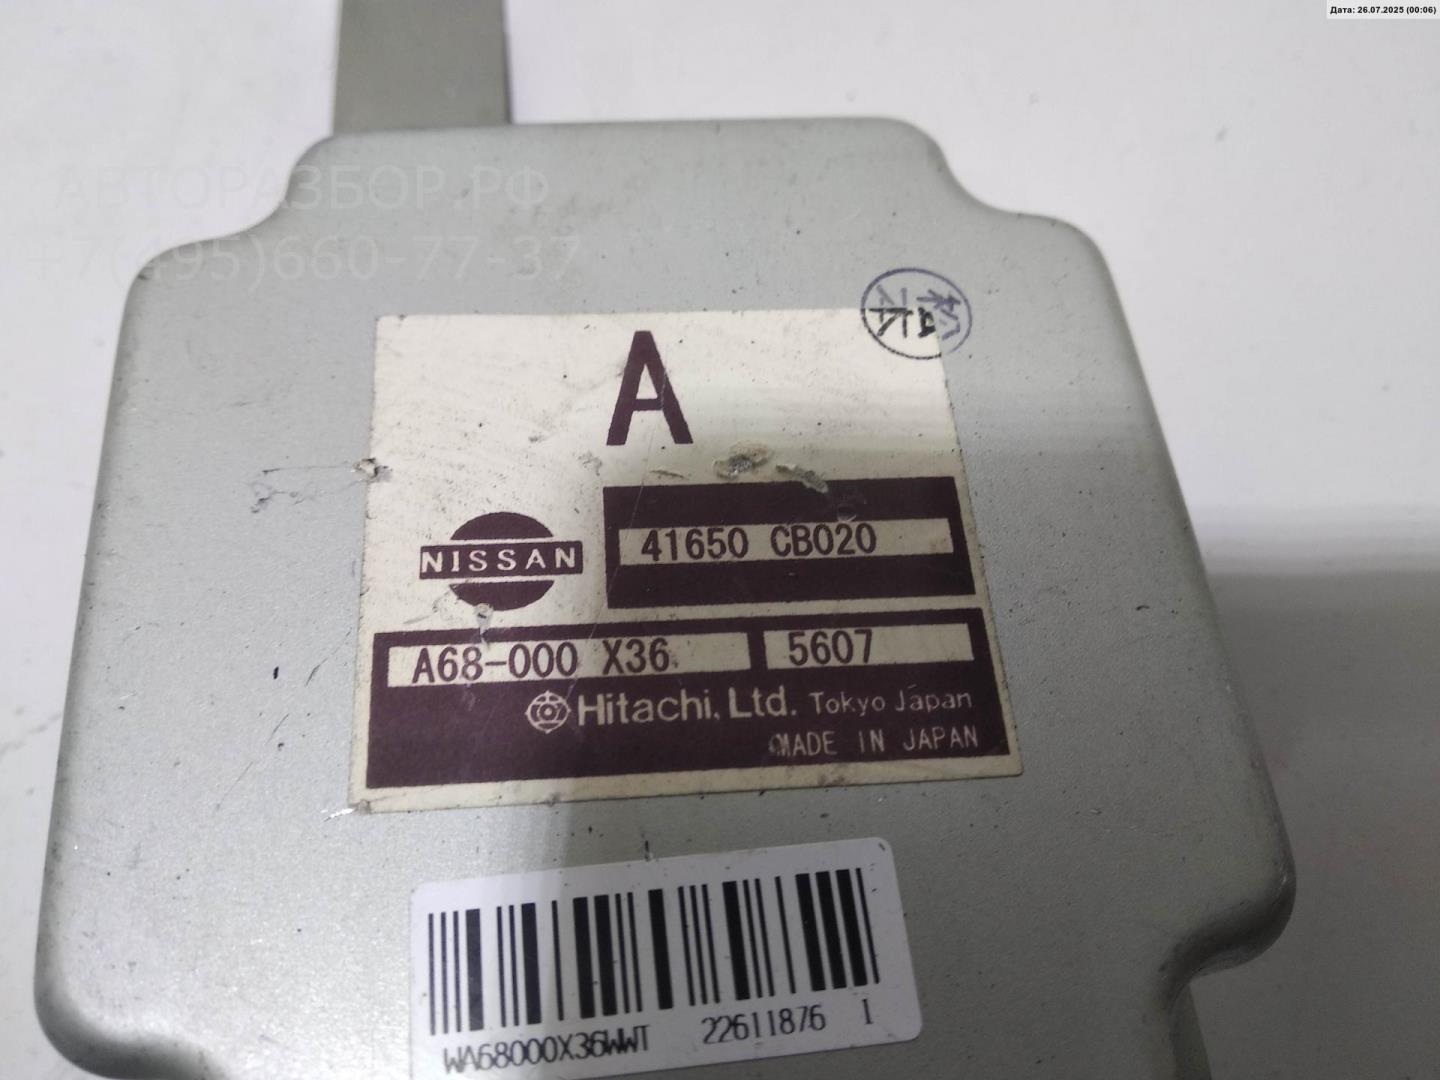 Дата: 26.07.2025 (00:06)
АВТОРАЗБОР.РФ
+7(495)660-77-37
A
NISSAN
41650 CB020
A68-000 X36
5607
Hitachi, Ltd. Tokyo Japan
MADE IN JAPAN
WA68000X36WWT 22611876 1